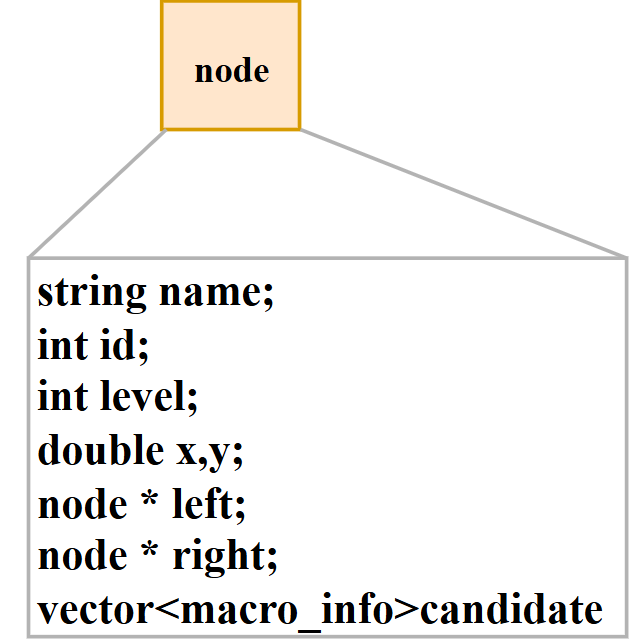 node
string name;
int id;
int level;
double x,y;
node * left;
node * right;
vector<macro_info>candidate